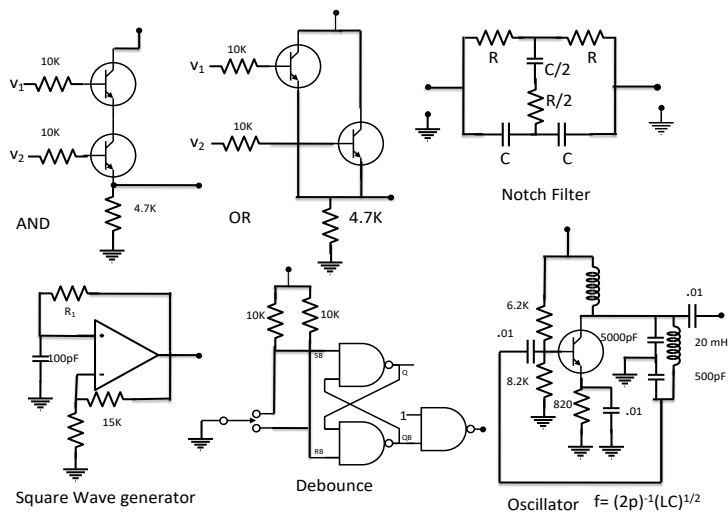 10K
V1
10K
V2
4.7K
AND
10K
V1
10K
V2
4.7K
OR
R
R
C/2
R/2
C
C
Notch Filter
R1
100pF
+
−
15K
Square Wave generator
10K
10K
SB
Q
1
RB
QB
Debounce
6.2K
.01
.01
5000pF
20 mH
8.2K
820
.01
500pF
Oscillator f= (2p)-1(LC)1/2